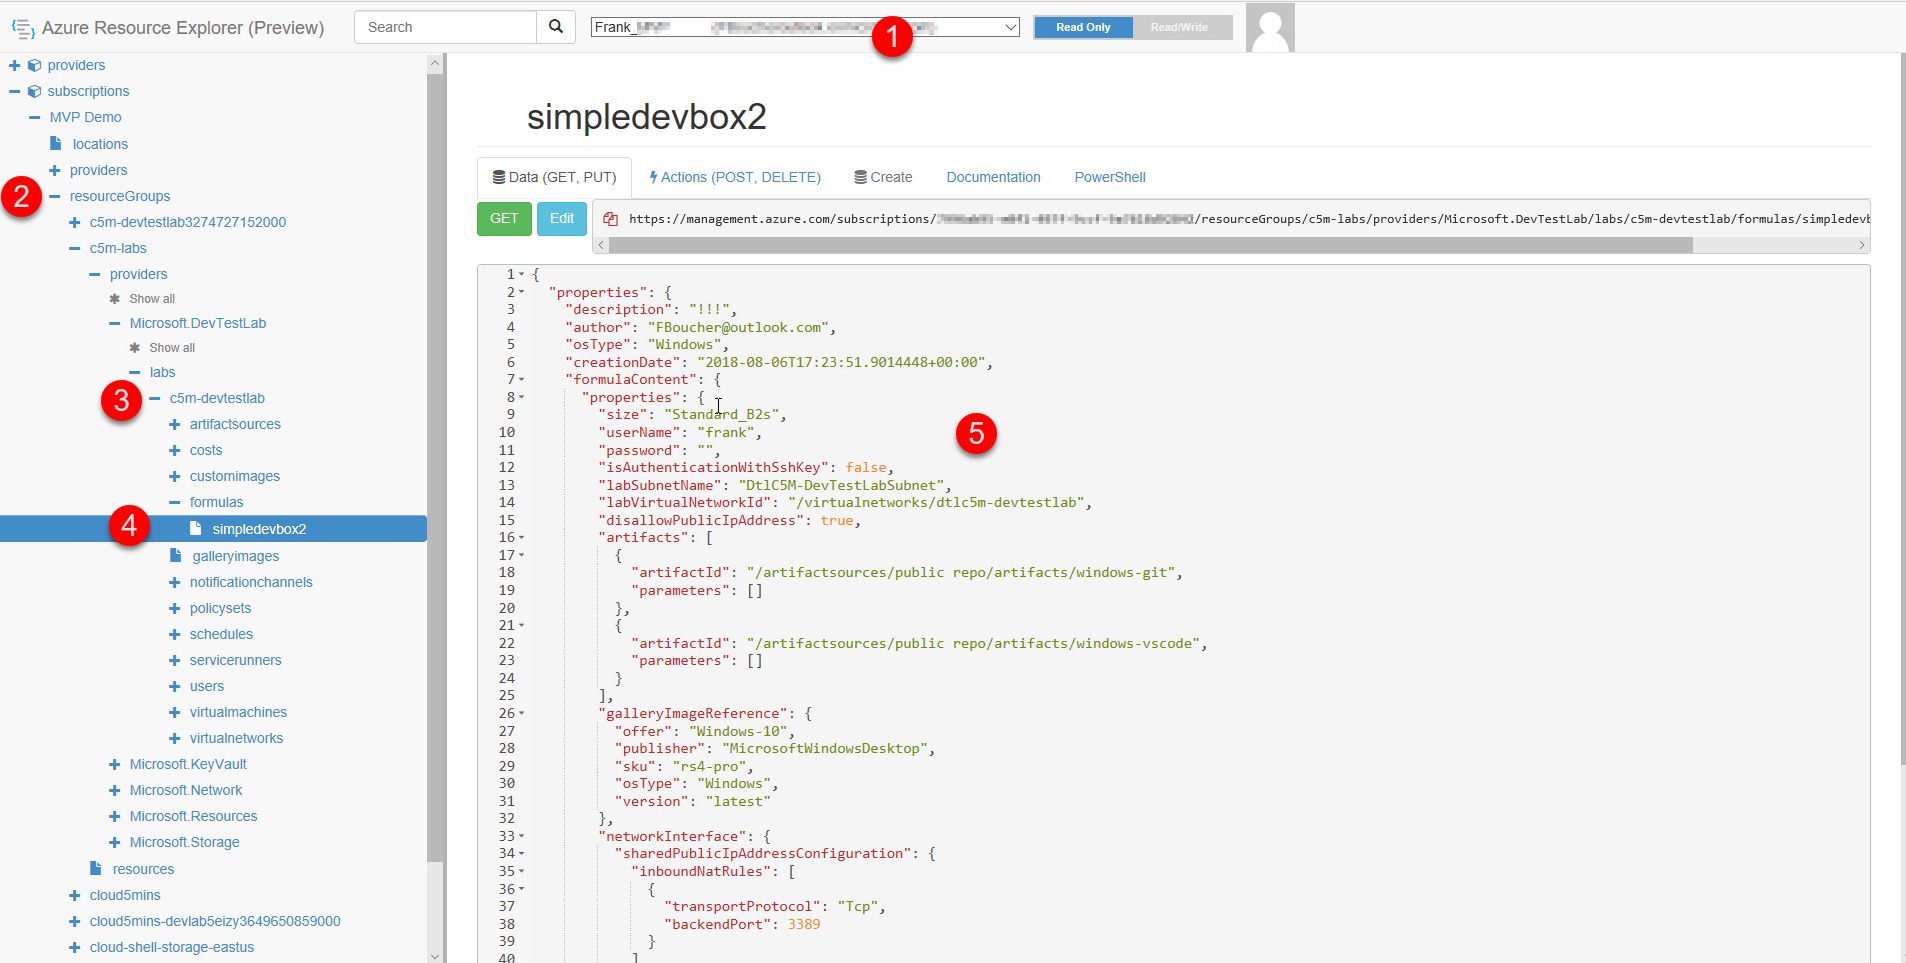 Azure Resource Explorer (Preview)
Search
Frank_
1
Read Only
Read/Write
providers
subscriptions
MVP Demo
locations
providers
2
resourceGroups
c5m-devtestlab3274727152000
c5m-labs
providers
Show all
Microsoft.DevTestLab
Show all
labs
3
c5m-devtestlab
artifactsources
costs
customimages
formulas
4
simpledevbox2
galleryimages
notificationchannels
policysets
schedules
servicerunners
users
virtualmachines
virtualnetworks
Microsoft.KeyVault
Microsoft.Network
Microsoft.Resources
Microsoft.Storage
resources
cloud5mins
cloud5mins-devlab5eizy3649650859000
cloud-shell-storage-eastus
simpledevbox2
Data (GET, PUT)
Actions (POST, DELETE)
Create
Documentation
PowerShell
GET
Edit
https://management.azure.com/subscriptions/ /resourceGroups/c5m-labs/providers/Microsoft.DevTestLab/labs/c5m-devtestlab/formulas/simpledevb
5
1 {
2 "properties": {
3 "description": "!!!",
4 "author": "FBoucher@outlook.com",
5 "osType": "Windows",
6 "creationDate": "2018-08-06T17:23:51.9014448+00:00",
7 "formulaContent": {
8 "properties": {
9 "size": "Standard_B2s",
10 "userName": "frank",
11 "password": "",
12 "isAuthenticationWithSshKey": false,
13 "labSubnetName": "DtlC5M-DevTestLabSubnet",
14 "labVirtualNetworkId": "/virtualnetworks/dtlc5m-devtestlab",
15 "disallowPublicIpAddress": true,
16 "artifacts": [
17 {
18 "artifactId": "/artifactsources/public repo/artifacts/windows-git",
19 "parameters": []
20 },
21 {
22 "artifactId": "/artifactsources/public repo/artifacts/windows-vscode",
23 "parameters": []
24 }
25 ],
26 "galleryImageReference": {
27 "offer": "Windows-10",
28 "publisher": "MicrosoftWindowsDesktop",
29 "sku": "rs4-pro",
30 "osType": "Windows",
31 "version": "latest"
32 },
33 "networkInterface": {
34 "sharedPublicIpAddressConfiguration": {
35 "inboundNatRules": [
36 {
37 "transportProtocol": "Tcp",
38 "backendPort": 3389
39 }
40 ]